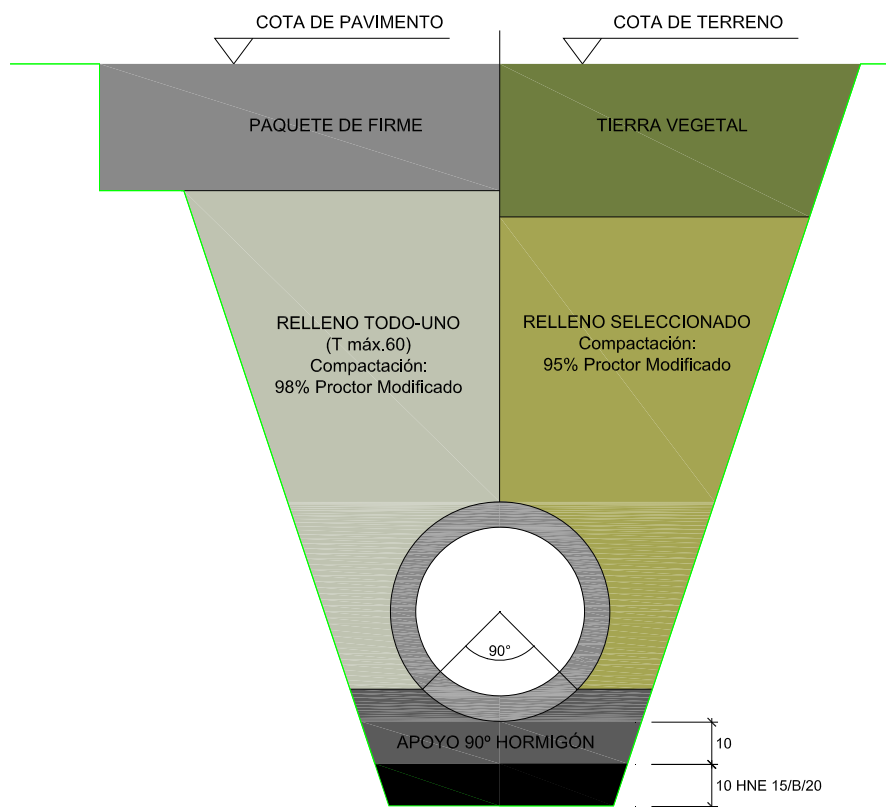 COTA DE PAVIMENTO
COTA DE TERRENO
PAQUETE DE FIRME
TIERRA VEGETAL
RELLENO TODO-UNO
(T máx.60)
Compactación:
98% Proctor Modificado
RELLENO SELECCIONADO
Compactación:
95% Proctor Modificado
90°
APOYO 90º HORMIGÓN
10
10 HNE 15/B/20